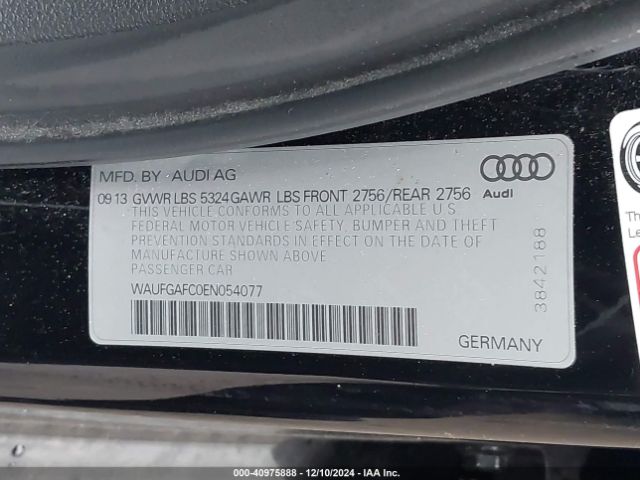 MFD. BY · AUDI AG
09 13 GVWR LBS 5324 GAWR LBS FRONT 2756/REAR 2756
Audi
THIS VEHICLE CONFORMS TO ALL APPLICABLE U.S
FEDERAL MOTOR VEHICLE SAFETY, BUMPER AND THEFT
PREVENTION STANDARDS IN EFFECT ON THE DATE OF
MANUFACTURE SHOWN ABOVE
PASSENGER CAR
WAUFGAFC0EN054077
GERMANY
3842188
000-40975888 - 12/10/2024 - IAA Inc.